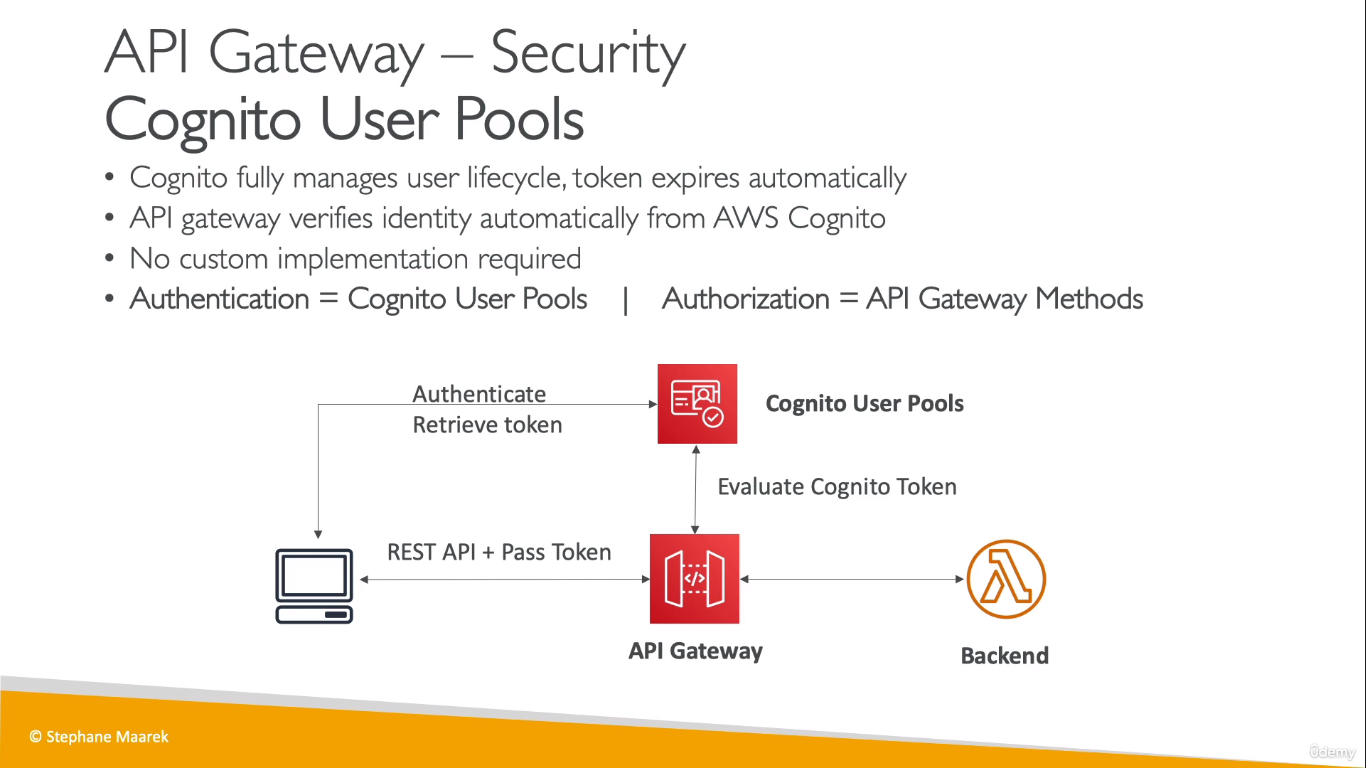 API Gateway – Security
Cognito User Pools
• Cognito fully manages user lifecycle, token expires automatically
• API gateway verifies identity automatically from AWS Cognito
• No custom implementation required
• Authentication = Cognito User Pools | Authorization = API Gateway Methods
Authenticate
Retrieve token
Cognito User Pools
Evaluate Cognito Token
REST API + Pass Token
</>
API Gateway
Backend
© Stephane Maarek
ûdemy